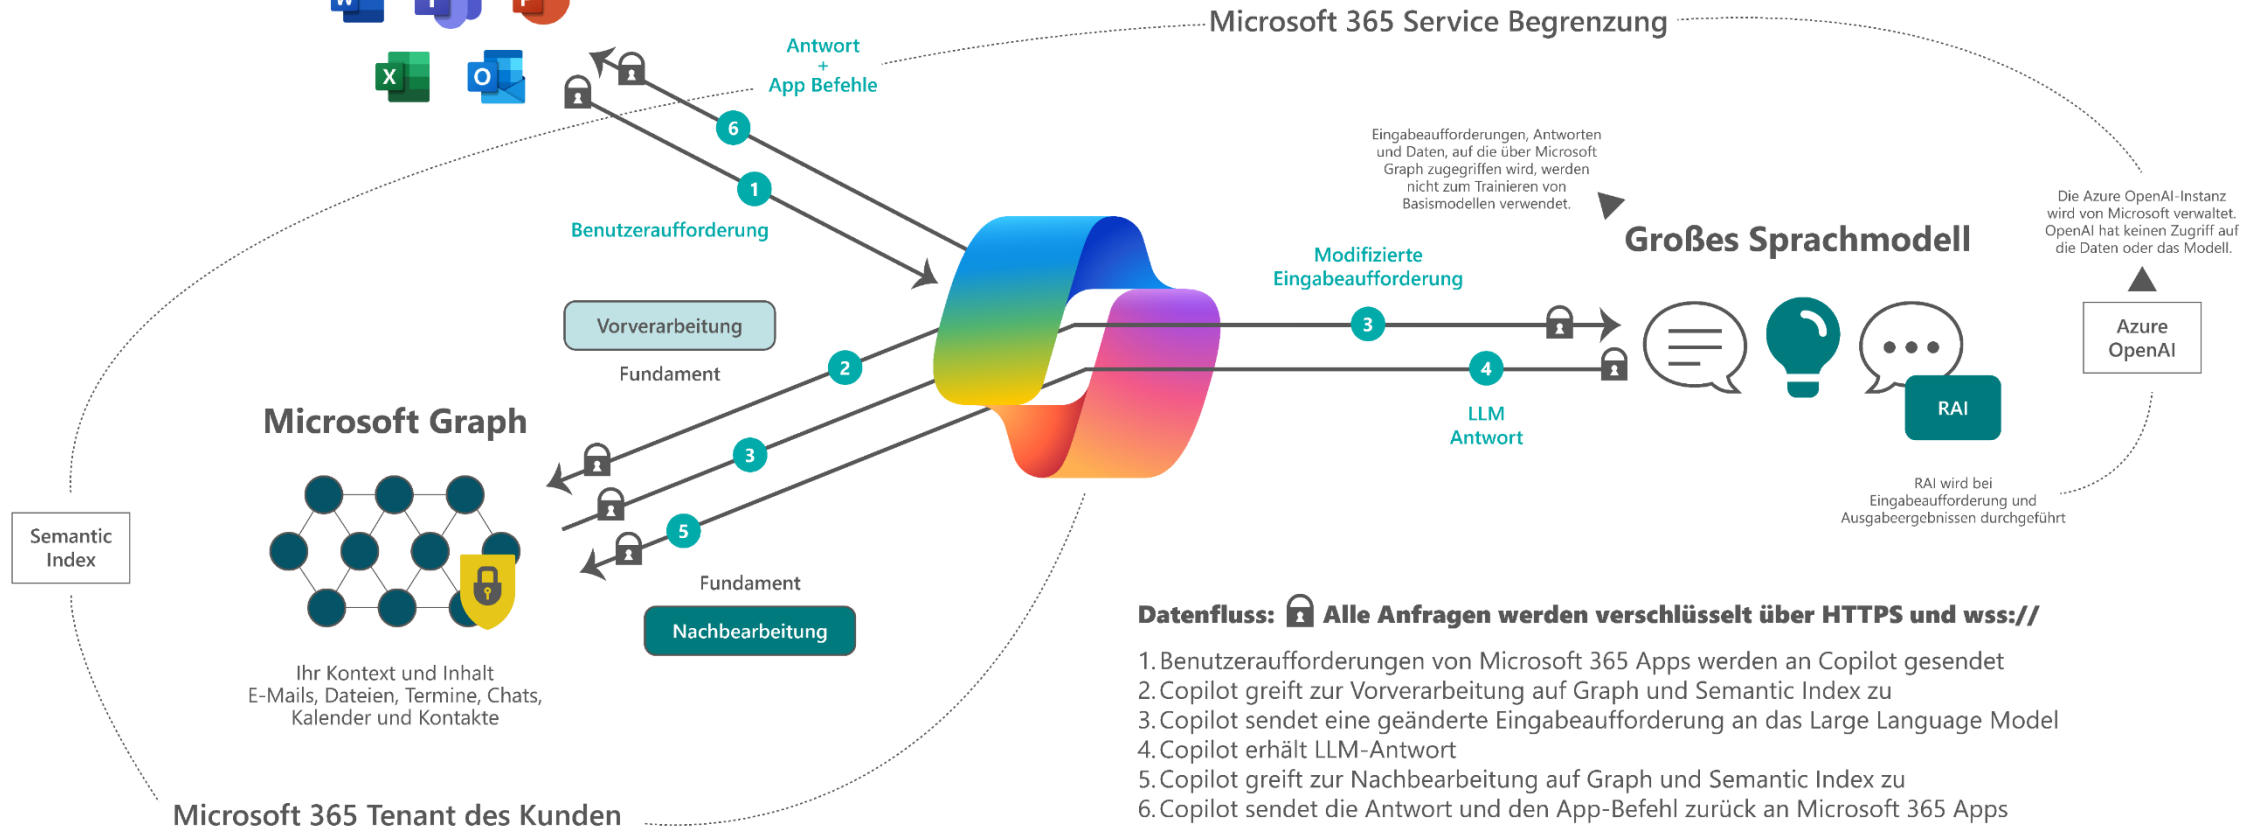 Microsoft 365 Service Begrenzung
W
T
P
X
O
Antwort
+
App Befehle
6
1
Benutzeraufforderung
Eingabeaufforderungen, Antworten
und Daten, auf die über Microsoft
Graph zugegriffen wird, werden
nicht zum Trainieren von
Basismodellen verwendet.
Die Azure OpenAI-Instanz
wird von Microsoft verwaltet.
OpenAI hat keinen Zugriff auf
die Daten oder das Modell.
Großes Sprachmodell
Modifizierte
Eingabeaufforderung
3
4
LLM
Antwort
Azure
OpenAI
RAI
RAI wird bei
Eingabeaufforderung und
Ausgabeergebnissen durchgeführt
Vorverarbeitung
Fundament
2
3
5
Microsoft Graph
Semantic
Index
Fundament
Nachbearbeitung
Ihr Kontext und Inhalt
E-Mails, Dateien, Termine, Chats,
Kalender und Kontakte
Microsoft 365 Tenant des Kunden
Datenfluss: Alle Anfragen werden verschlüsselt über HTTPS und wss://
1. Benutzeraufforderungen von Microsoft 365 Apps werden an Copilot gesendet
2. Copilot greift zur Vorverarbeitung auf Graph und Semantic Index zu
3. Copilot sendet eine geänderte Eingabeaufforderung an das Large Language Model
4. Copilot erhält LLM-Antwort
5. Copilot greift zur Nachbearbeitung auf Graph und Semantic Index zu
6. Copilot sendet die Antwort und den App-Befehl zurück an Microsoft 365 Apps